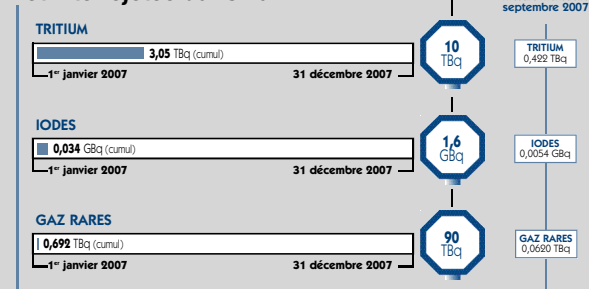 septembre 2007
TRITIUM
3,05 TBq (cumul)
1er janvier 2007
31 décembre 2007
10
TBq
TRITIUM
0,422 TBq
IODES
0,034 GBq (cumul)
1er janvier 2007
31 décembre 2007
1,6
GBq
IODES
0,0054 GBq
GAZ RARES
0,692 TBq (cumul)
1er janvier 2007
31 décembre 2007
90
TBq
GAZ RARES
0,0620 TBq